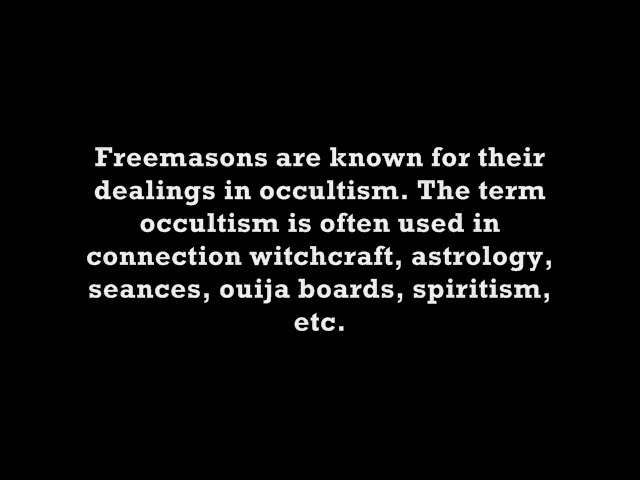 Freemasons are known for their
dealings in occultism. The term
occultism is often used in
connection witchcraft, astrology,
seances, ouija boards, spiritism,
etc.